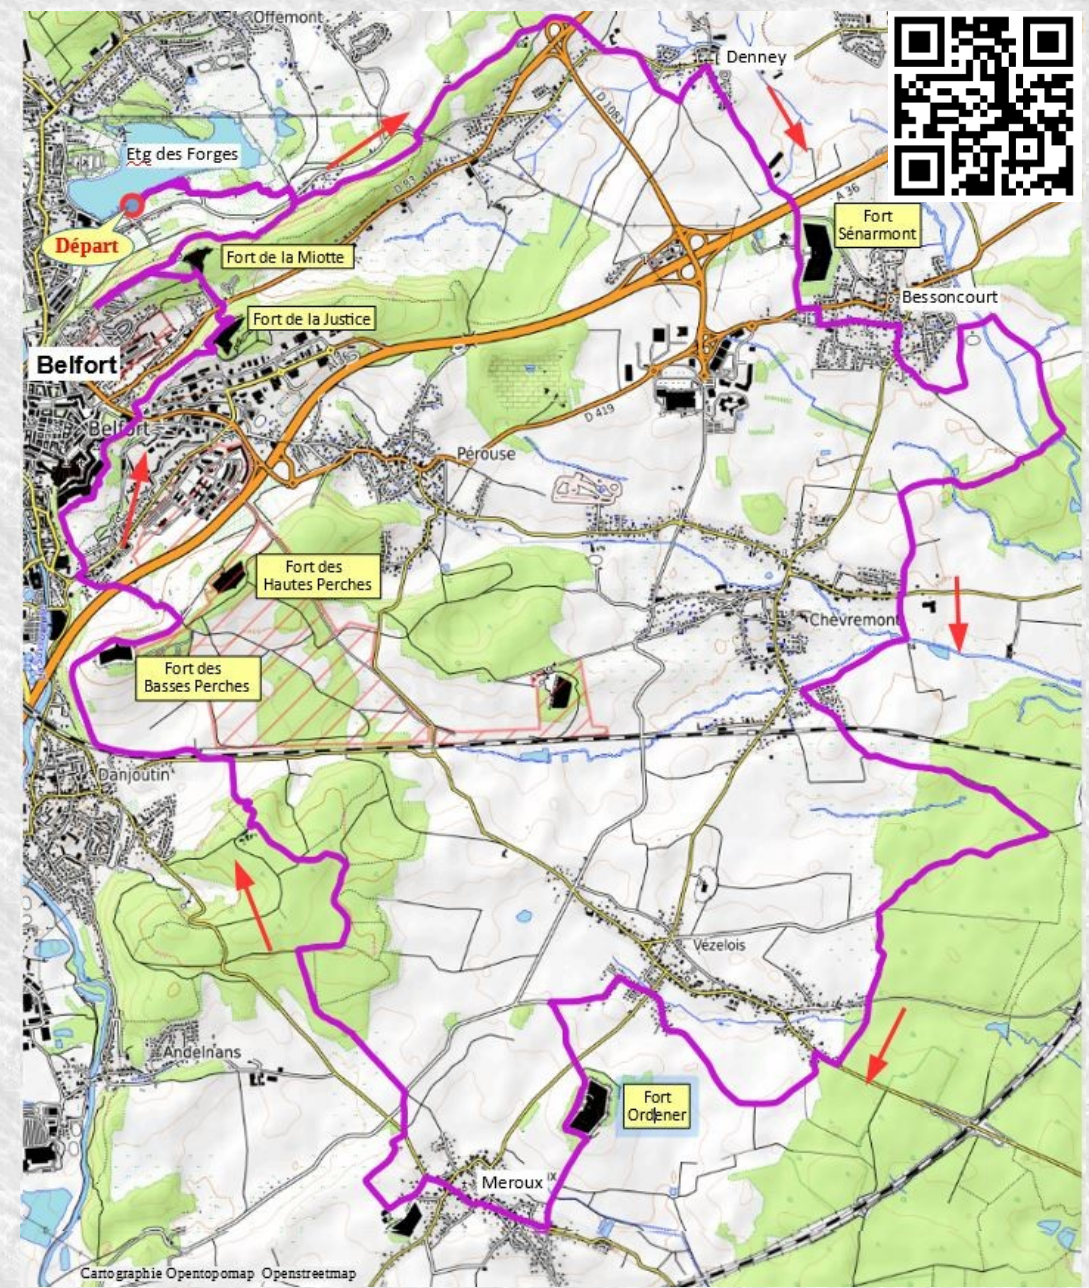 Offemont
Denney
D 1083
Etg des Forges
D 83
A 36
Départ
Fort
Sénarmont
Fort de la Miotte
Bessoncourt
Fort de la Justice
Belfort
D 419
Belfort
Pérouse
Fort des
Hautes Perches
Chèvremont
Fort des
Basses Perches
Danjoutin
Vézelois
Andelnans
Fort
Ordener
Meroux
Cartographie Opentopomap Openstreetmap